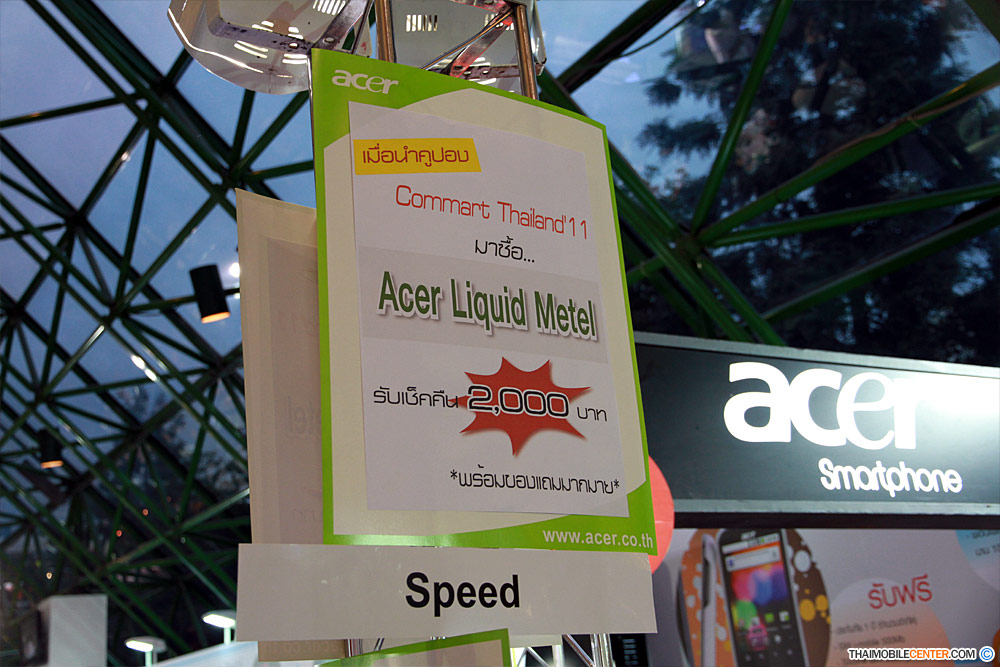 acer
เมื่อนำคูปอง
Commart Thailand'11
มาซื้อ...
Acer Liquid Metel
รับเช็คคืน 2,000 บาท
*พร้อมของแถมมากมาย*
www.acer.co.th
Speed
acer
Smartphone
รับฟรี
THAIMOBILECENTER.COM ©